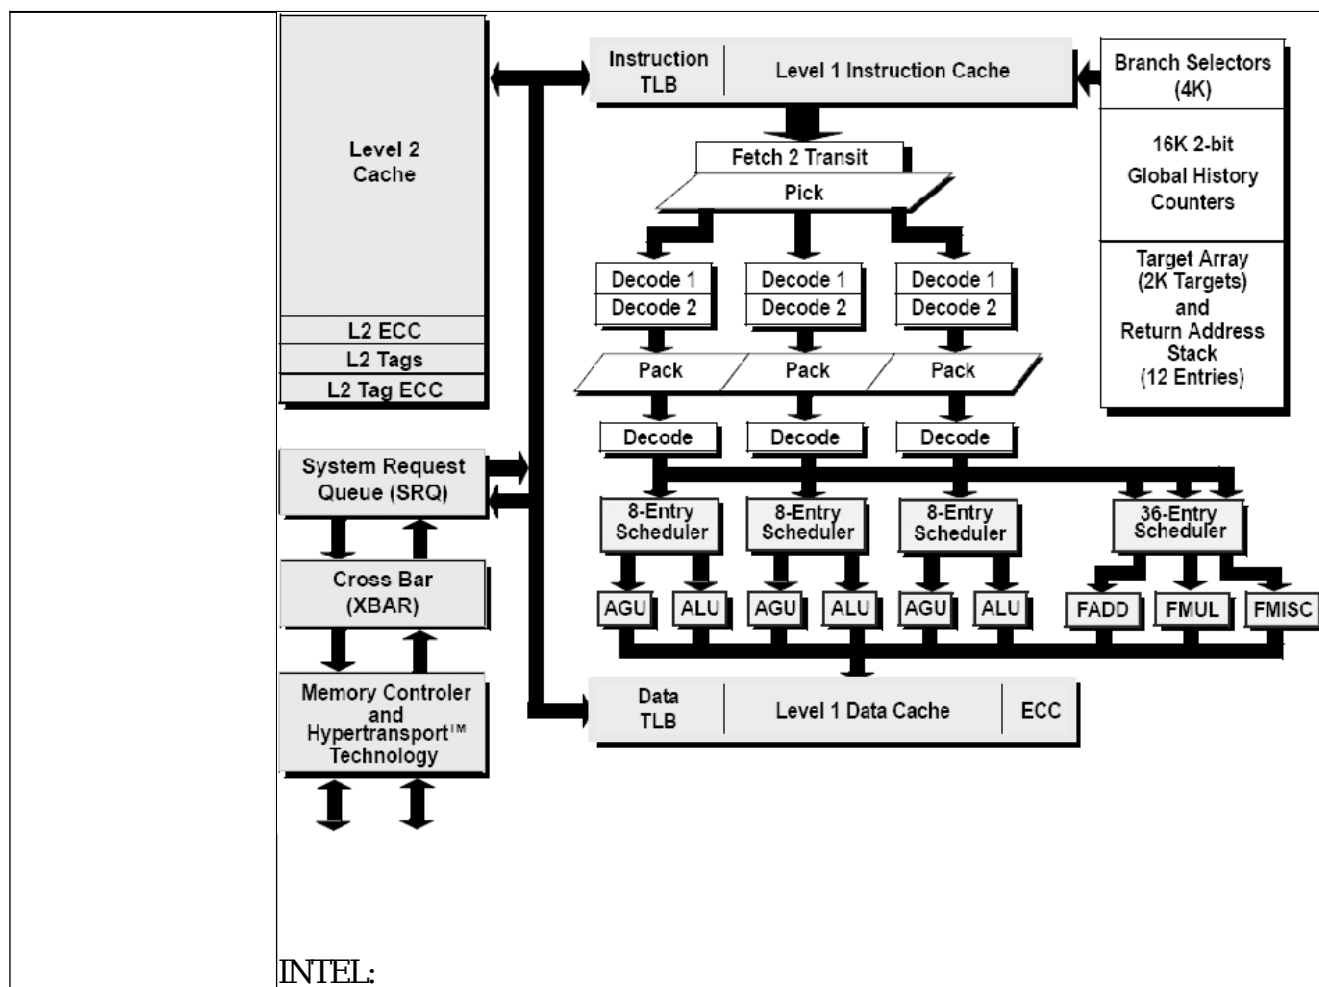 Level 2
Cache
L2 ECC
L2 Tags
L2 Tag ECC
System Request
Queue (SRQ)
Cross Bar
(XBAR)
Memory Controler
and
Hypertransport™
Technology
Instruction
TLB
Level 1 Instruction Cache
Fetch 2 Transit
Pick
Decode 1
Decode 1
Decode 1
Decode 2
Decode 2
Decode 2
Pack
Pack
Pack
Decode
Decode
Decode
8-Entry
Scheduler
8-Entry
Scheduler
8-Entry
Scheduler
36-Entry
Scheduler
AGU
ALU
AGU
ALU
AGU
ALU
FADD
FMUL
FMISC
Data
TLB
Level 1 Data Cache
ECC
Branch Selectors
(4K)
16K 2-bit
Global History
Counters
Target Array
(2K Targets)
and
Return Address
Stack
(12 Entries)
INTEL: